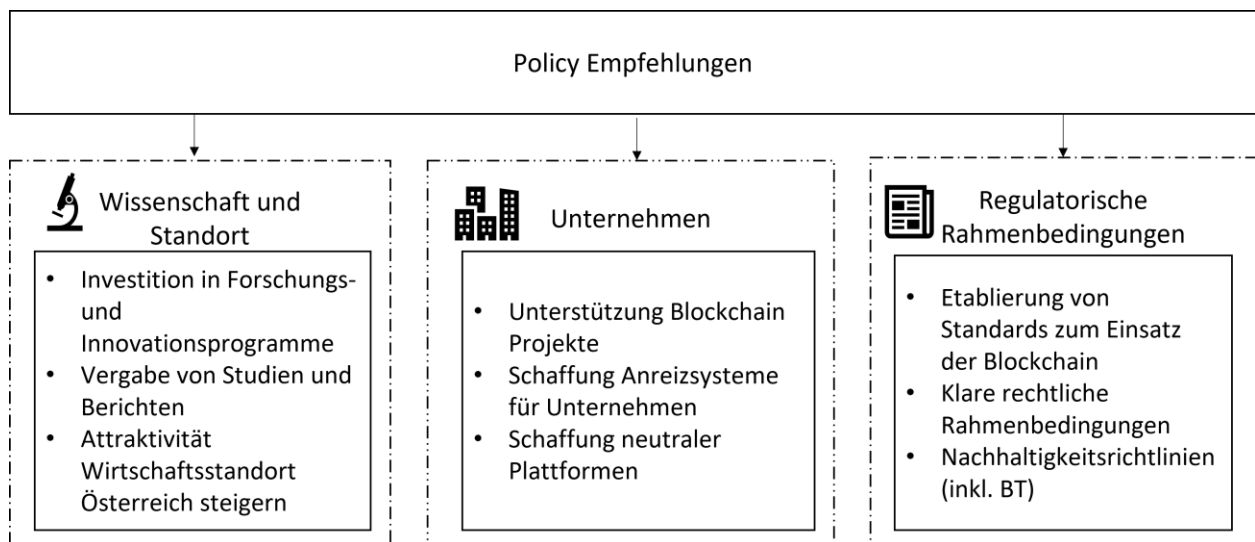 Policy Empfehlungen
Wissenschaft und
Standort
• Investition in Forschungs-
und
Innovationsprogramme
• Vergabe von Studien und
Berichten
• Attraktivität
Wirtschaftsstandort
Österreich steigern
Unternehmen
• Unterstützung Blockchain
Projekte
• Schaffung Anreizsysteme
für Unternehmen
• Schaffung neutraler
Plattformen
Regulatorische
Rahmenbedingungen
• Etablierung von
Standards zum Einsatz
der Blockchain
• Klare rechtliche
Rahmenbedingungen
• Nachhaltigkeitsrichtlinien
(inkl. BT)